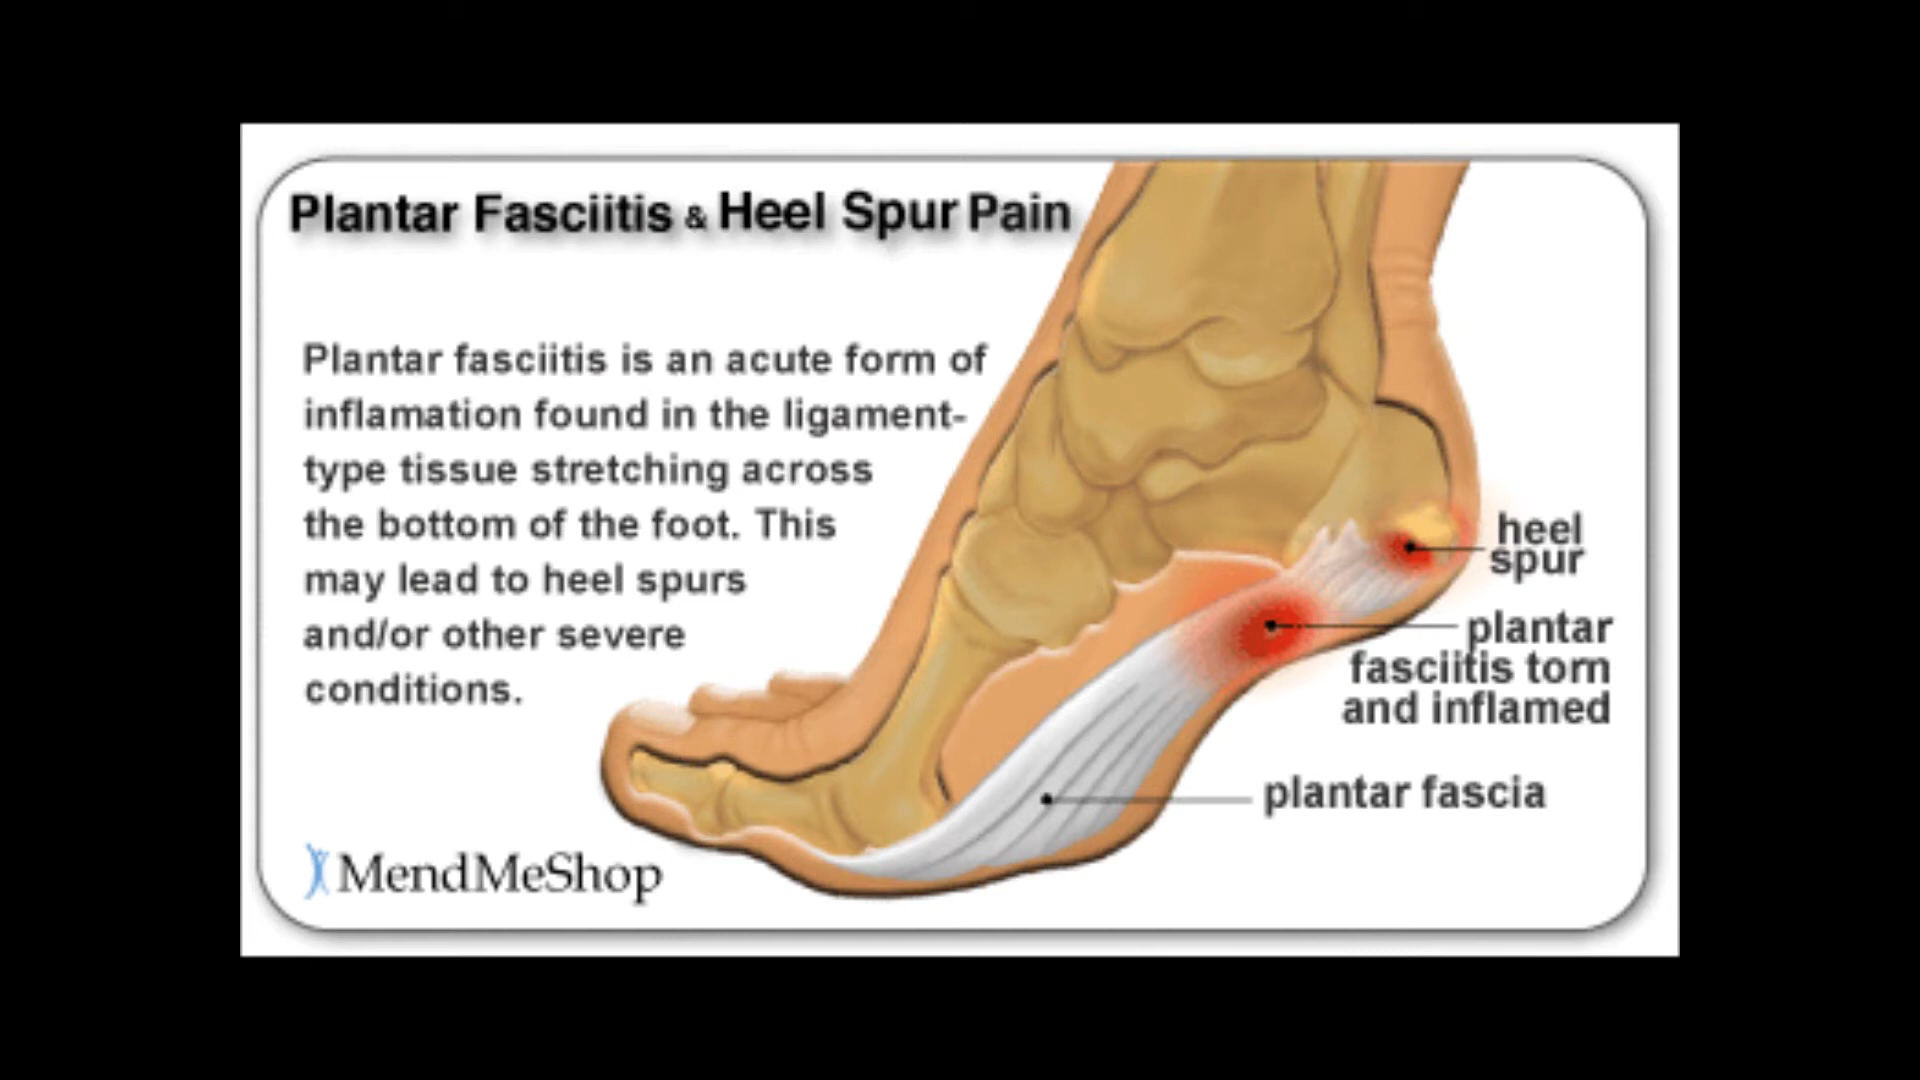 Plantar Fasciitis & Heel Spur Pain
Plantar fasciitis is an acute form of
inflamation found in the ligament-
type tissue stretching across
the bottom of the foot. This
may lead to heel spurs
and/or other severe
conditions.
heel
spur
plantar
fasciitis torn
and inflamed
plantar fascia
MendMeShop